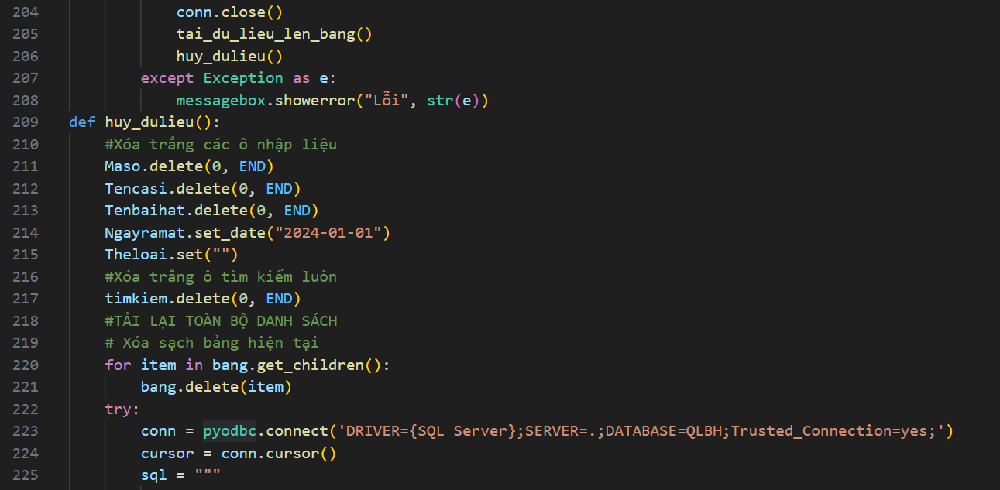 204 conn.close()
205 tai_du_lieu_len_bang()
206 huy_dulieu()
207 except Exception as e:
208 messagebox.showerror("Lỗi", str(e))
209 def huy_dulieu():
210 #Xóa trắng các ô nhập liệu
211 Maso.delete(0, END)
212 Tencasi.delete(0, END)
213 Tenbaihat.delete(0, END)
214 Ngayramat.set_date("2024-01-01")
215 Theloai.set("")
216 #Xóa trắng ô tìm kiếm luôn
217 timkiem.delete(0, END)
218 #TẢI LẠI TOÀN BỘ DANH SÁCH
219 # Xóa sạch bảng hiện tại
220 for item in bang.get_children():
221 bang.delete(item)
222 try:
223 conn = pyodbc.connect('DRIVER={SQL Server};SERVER=.;DATABASE=QLBH;Trusted_Connection=yes;')
224 cursor = conn.cursor()
225 sql = """